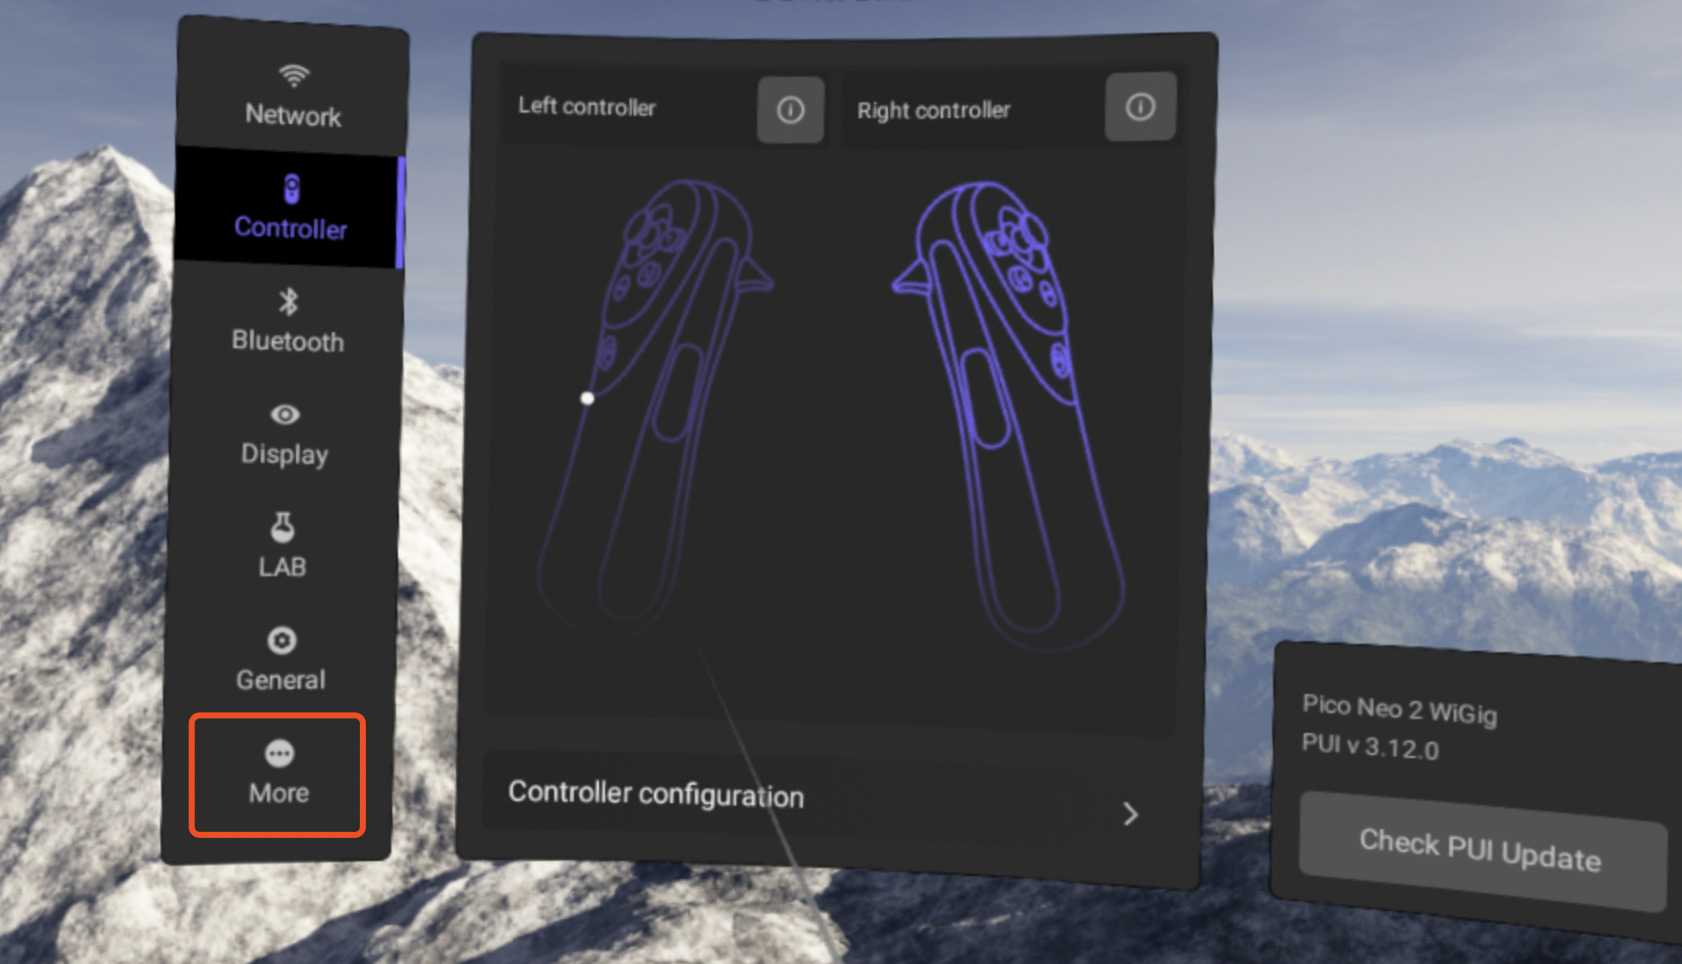 Network
Controller
Bluetooth
Display
LAB
General
More
Left controller
Right controller
Controller configuration
Pico Neo 2 WiGig
PUI v 3.12.0
Check PUI Update